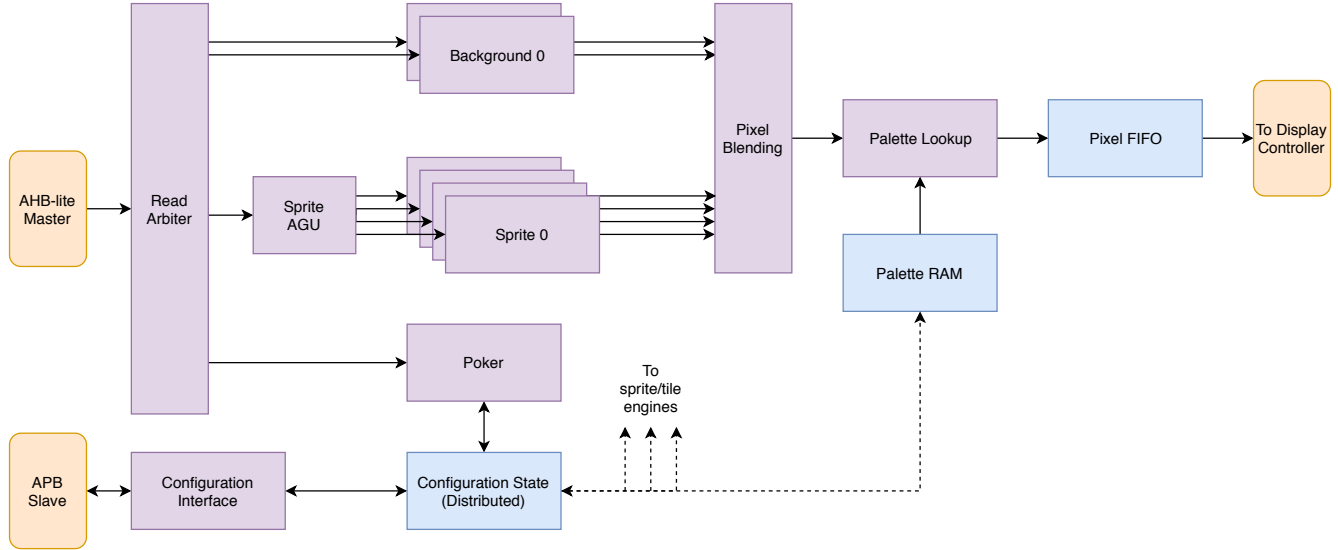 Background 0
Pixel
Blending
Palette Lookup
Pixel FIFO
To Display
Controller
AHB-lite
Master
Read
Arbiter
Sprite
AGU
Sprite 0
Palette RAM
Poker
To
sprite/tile
engines
APB
Slave
Configuration
Interface
Configuration State
(Distributed)